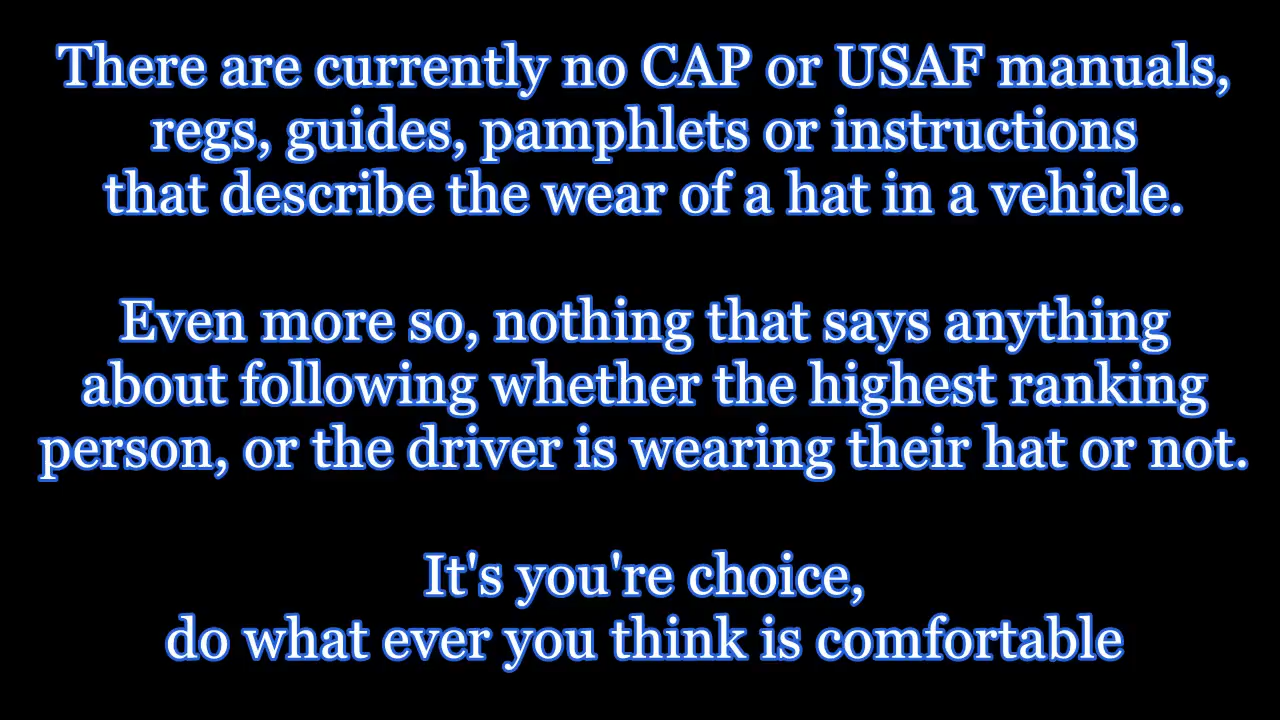 There are currently no CAP or USAF manuals,
regs, guides, pamphlets or instructions
that describe the wear of a hat in a vehicle.
Even more so, nothing that says anything
about following whether the highest ranking
person, or the driver is wearing their hat or not.
It's you're choice,
do what ever you think is comfortable